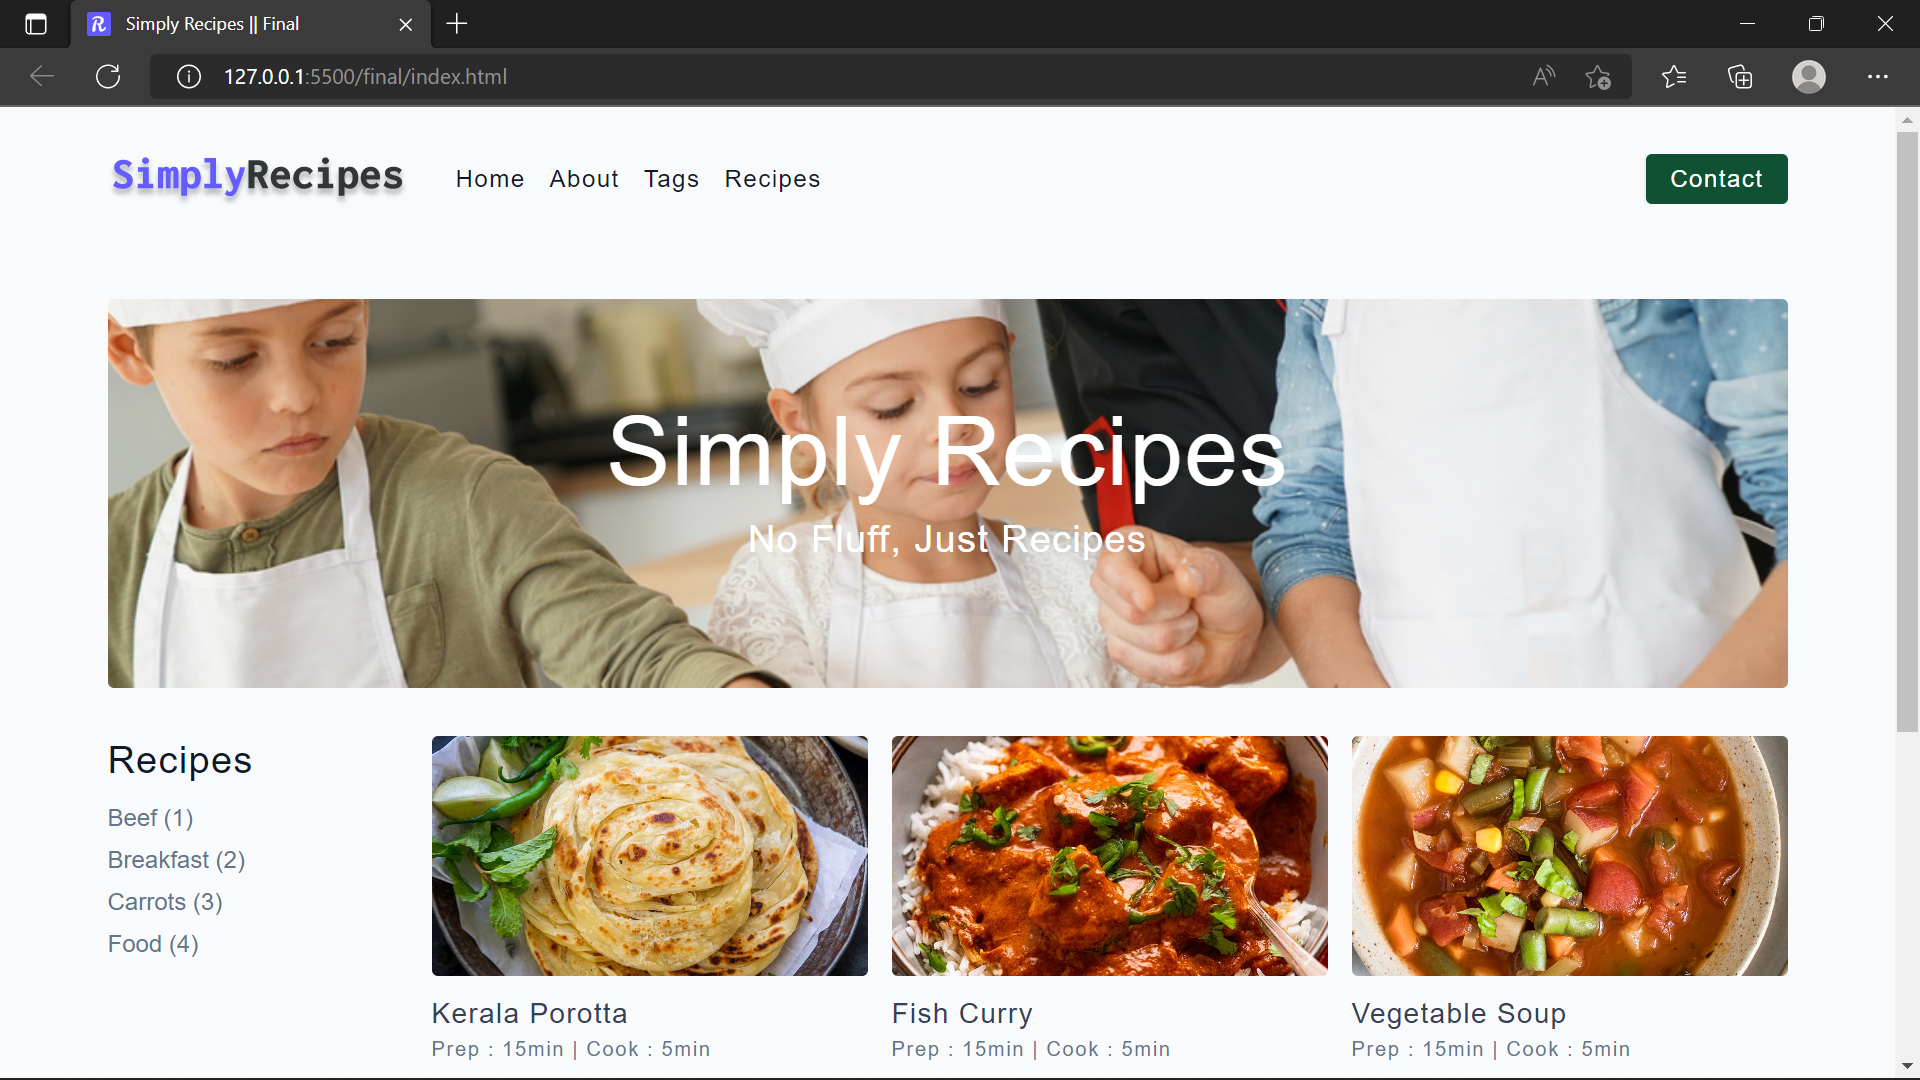 Simply Recipes || Final
127.0.0.1:5500/final/index.html
SimplyRecipes
Home About Tags Recipes
Contact
Simply Recipes
No Fluff, Just Recipes
Recipes
Beef (1)
Breakfast (2)
Carrots (3)
Food (4)
Kerala Porotta
Prep : 15min | Cook : 5min
Fish Curry
Prep : 15min | Cook : 5min
Vegetable Soup
Prep : 15min | Cook : 5min